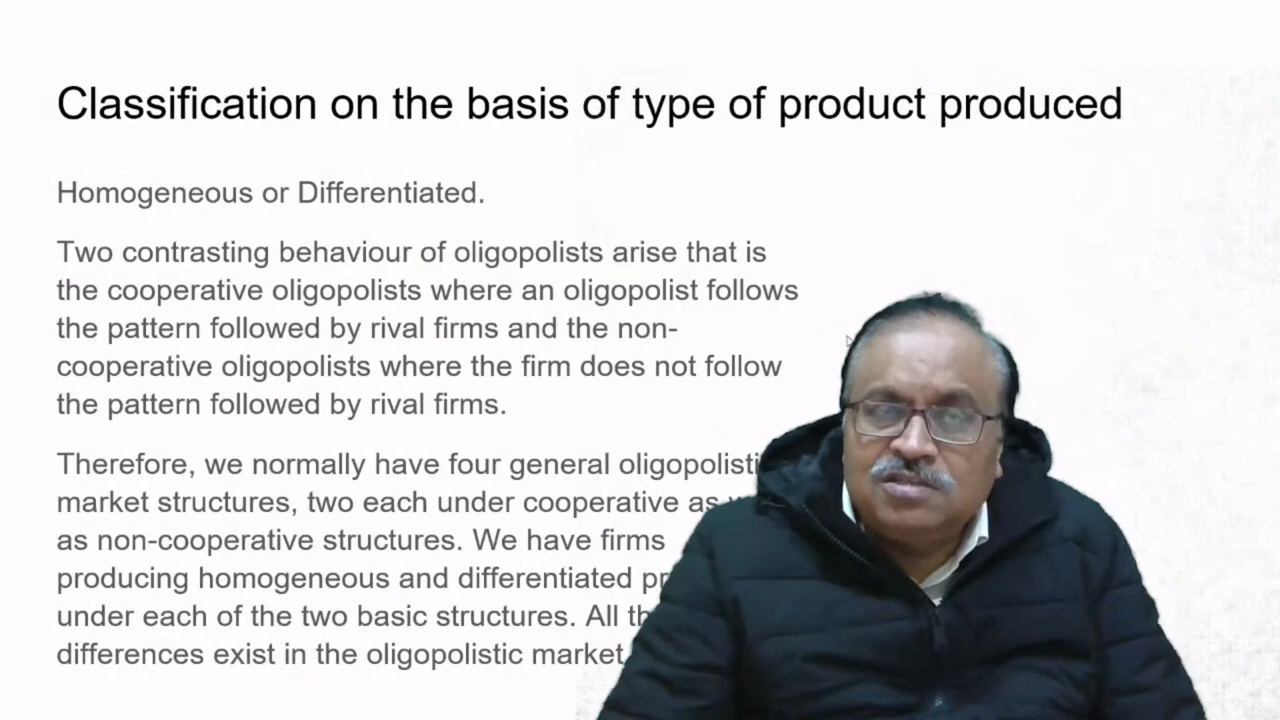 Classification on the basis of type of product produced
Homogeneous or Differentiated.
Two contrasting behaviour of oligopolists arise that is
the cooperative oligopolists where an oligopolist follows
the pattern followed by rival firms and the non-
cooperative oligopolists where the firm does not follow
the pattern followed by rival firms.
Therefore, we normally have four general
market structures, two each under cooperative as
as non-cooperative structures. We have firms
producing homogeneous and differentiated
under each of the two basic structures. All
differences exist in the oligopolistic market